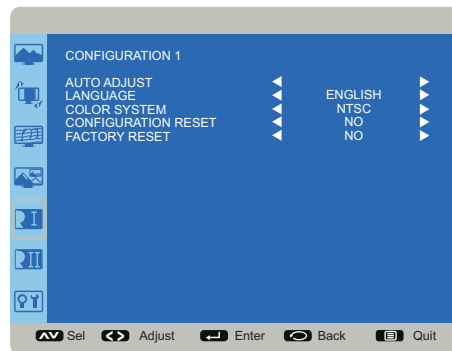 CONFIGURATION 1
AUTO ADJUST
LANGUAGE ENGLISH
COLOR SYSTEM NTSC
CONFIGURATION RESET NO
FACTORY RESET NO
I
II
Sel Adjust Enter Back Quit